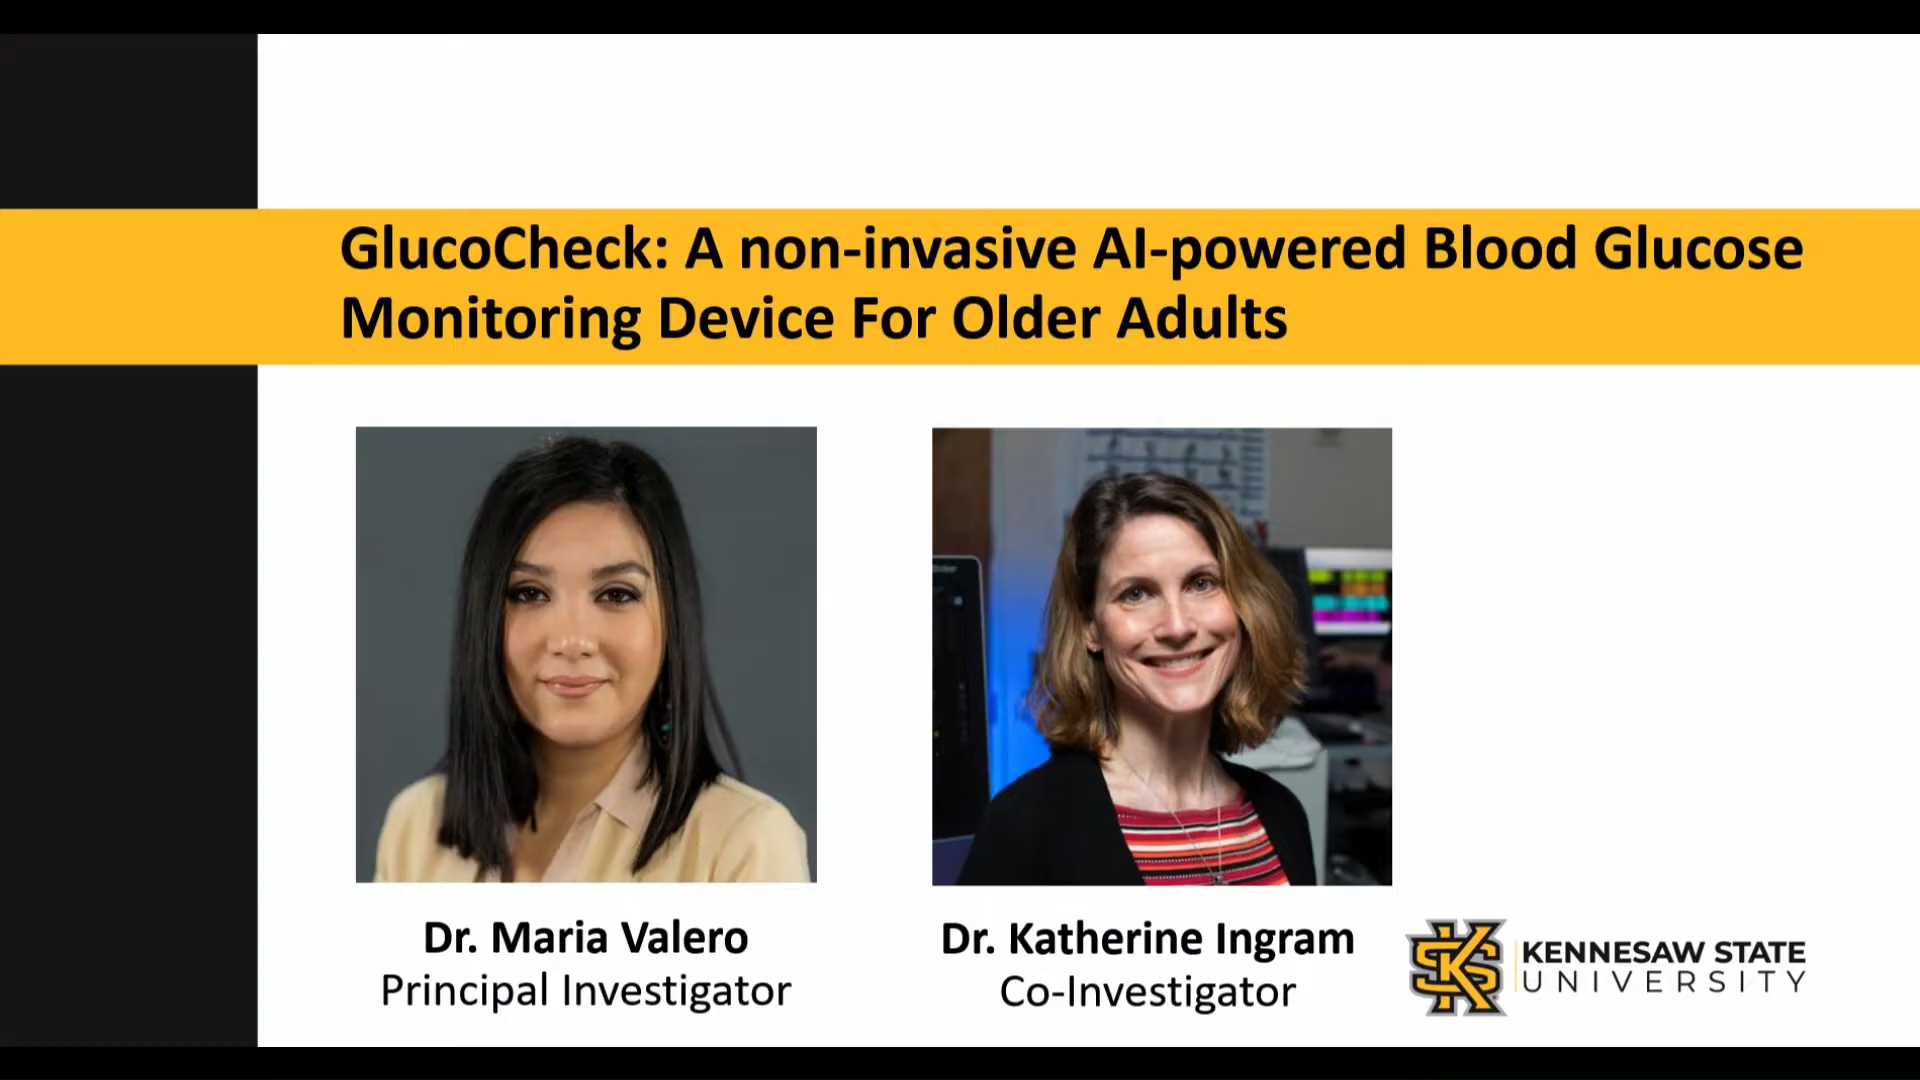 GlucoCheck: A non-invasive AI-powered Blood Glucose
Monitoring Device For Older Adults
Dr. Maria Valero
Principal Investigator
Dr. Katherine Ingram
Co-Investigator
KS
KENNESAW STATE
UNIVERSITY